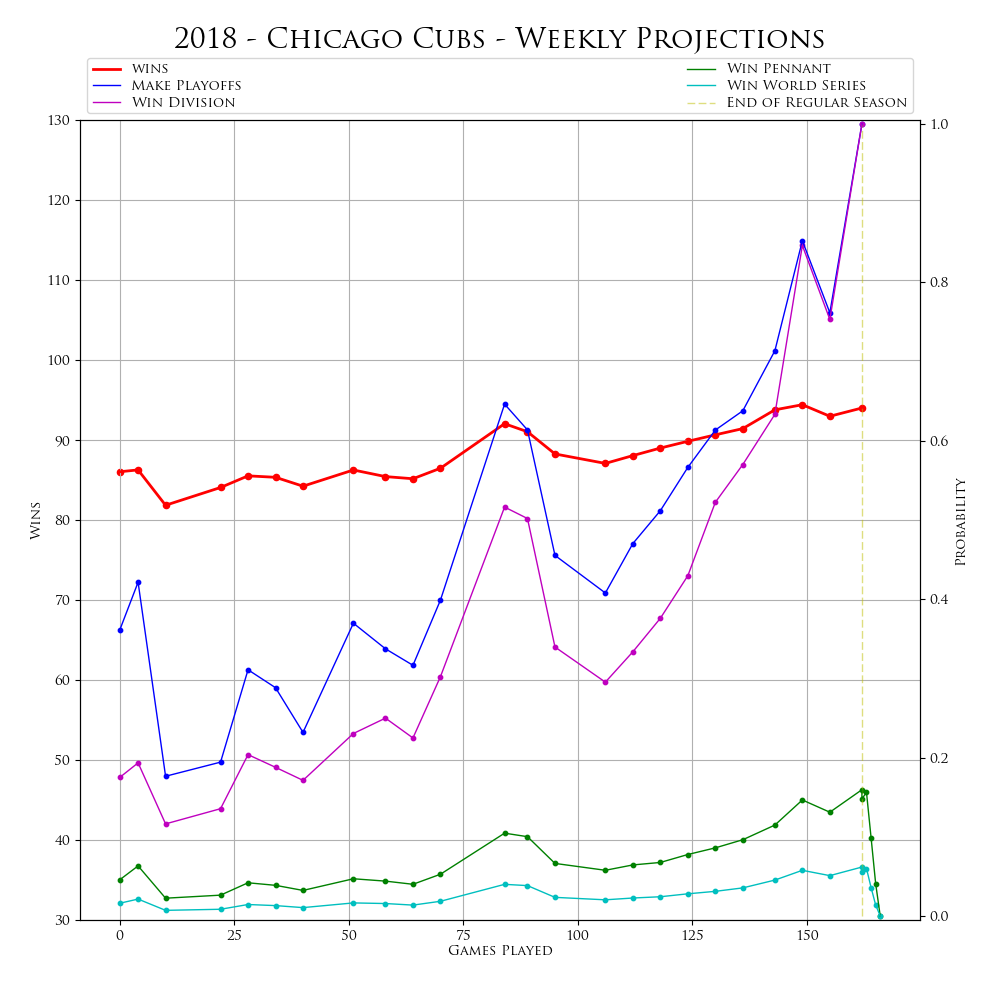 2018 - Chicago Cubs - Weekly Projections
wins
Make Playoffs
Win Division
Win Pennant
Win World Series
End of Regular Season
130
120
110
100
90
80
70
60
50
40
30
Wins
1.0
0.8
0.6
0.4
0.2
0.0
Probability
0 25 50 75 100 125 150
Games Played